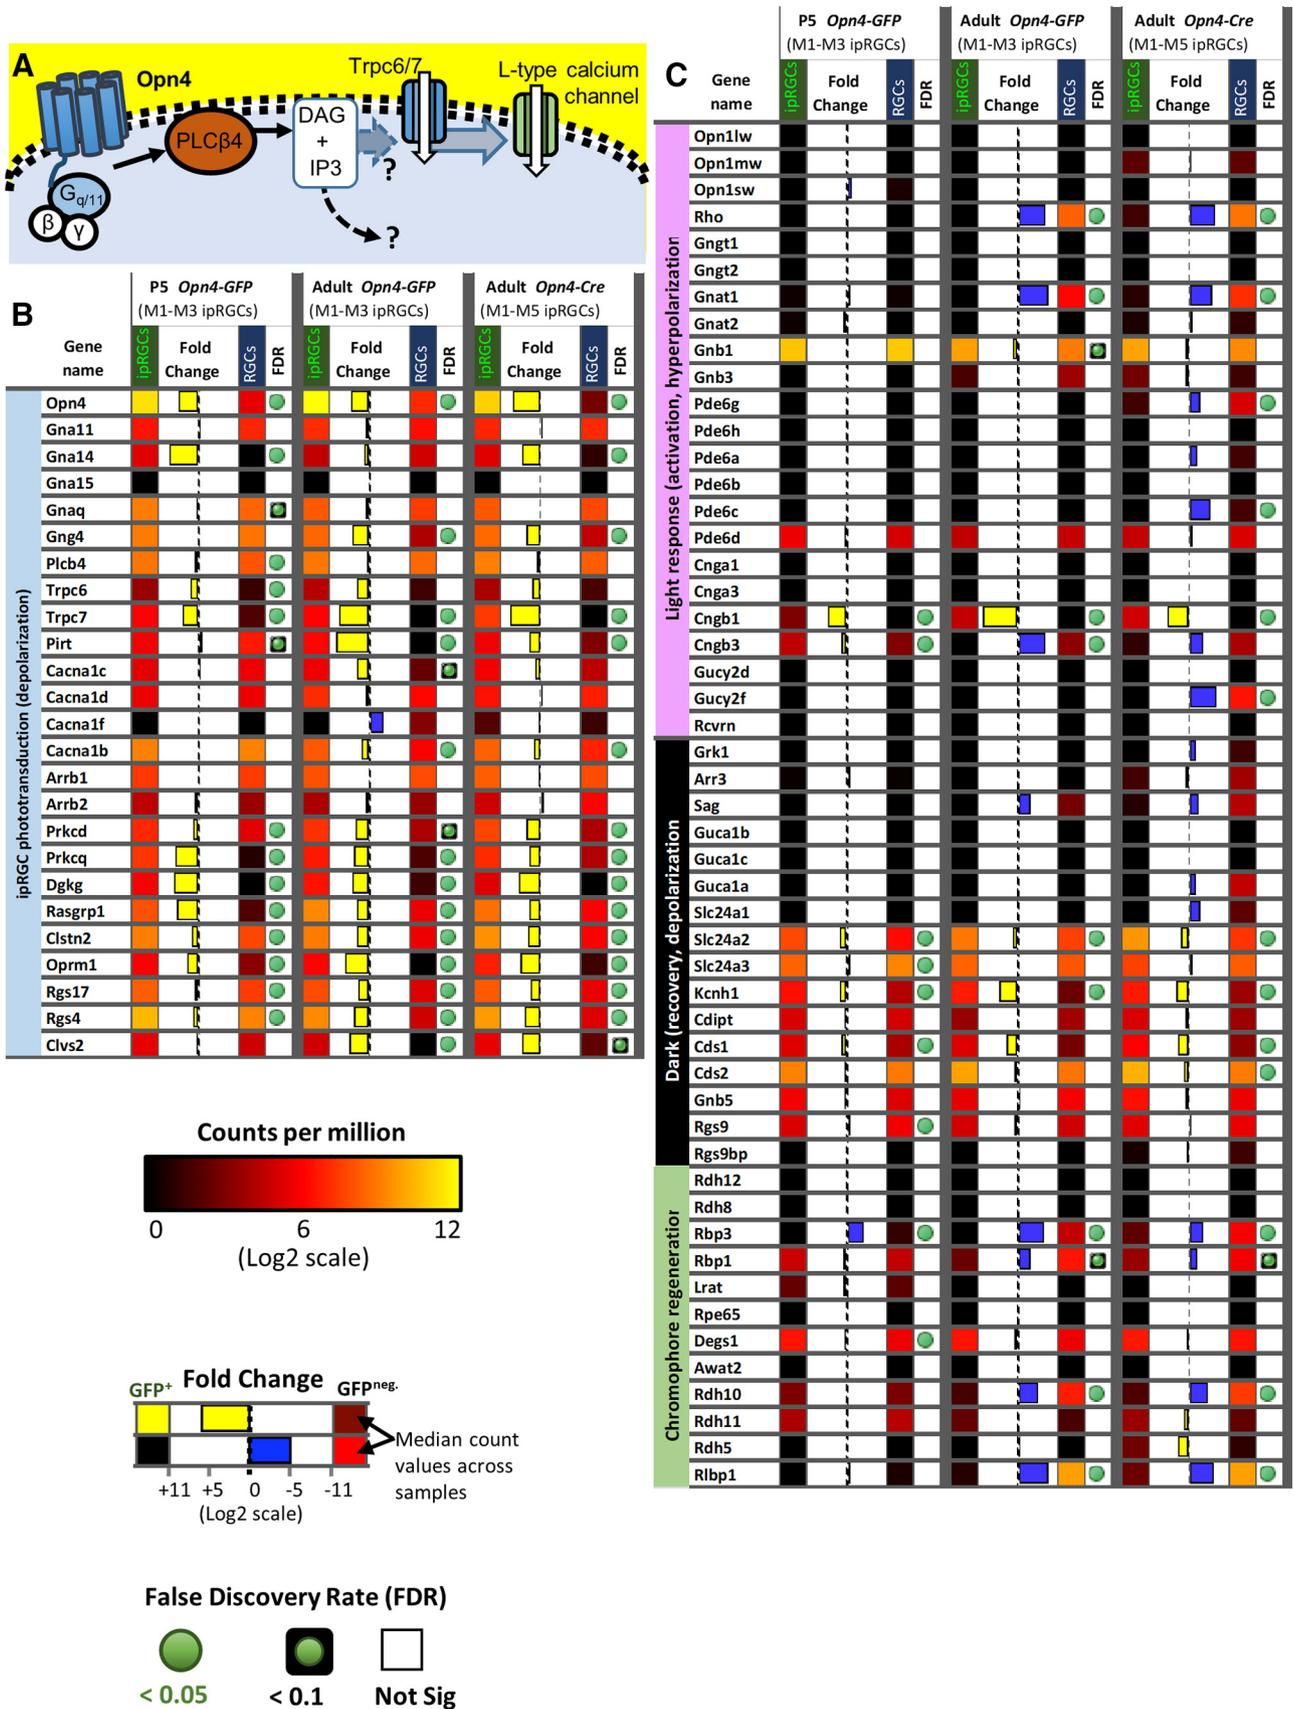 A
Opn4
Trpc6/7
L-type calcium
channel
PLCβ4
DAG
+
IP3
?
Gq/11
β
γ
?
B
P5 Opn4-GFP
(M1-M3 ipRGCs)
Adult Opn4-GFP
(M1-M3 ipRGCs)
Adult Opn4-Cre
(M1-M5 ipRGCs)
Gene
name
ipRGCs
Fold
Change
RGCs
FDR
ipRGCs
Fold
Change
RGCs
FDR
ipRGCs
Fold
Change
RGCs
FDR
ipRGC phototransduction (depolarization)
Opn4
Gna11
Gna14
Gna15
Gnaq
Gng4
Plcb4
Trpc6
Trpc7
Pirt
Cacna1c
Cacna1d
Cacna1f
Cacna1b
Arrb1
Arrb2
Prkcd
Prkcq
Dgkg
Rasgrp1
Clstn2
Oprm1
Rgs17
Rgs4
Clvs2
Counts per million
0 6 12
(Log2 scale)
Fold Change
GFP+
GFPneg.
Median count
values across
samples
+11 +5 0 -5 -11
(Log2 scale)
False Discovery Rate (FDR)
< 0.05 < 0.1 Not Sig
C
P5 Opn4-GFP
(M1-M3 ipRGCs)
Adult Opn4-GFP
(M1-M3 ipRGCs)
Adult Opn4-Cre
(M1-M5 ipRGCs)
Gene
name
ipRGCs
Fold
Change
RGCs
FDR
ipRGCs
Fold
Change
RGCs
FDR
ipRGCs
Fold
Change
RGCs
FDR
Light response (activation, hyperpolarization)
Opn1lw
Opn1mw
Opn1sw
Rho
Gngt1
Gngt2
Gnat1
Gnat2
Gnb1
Gnb3
Pde6g
Pde6h
Pde6a
Pde6b
Pde6c
Pde6d
Cnga1
Cnga3
Cngb1
Cngb3
Gucy2d
Gucy2f
Rcvrn
Dark (recovery, depolarization
Grk1
Arr3
Sag
Guca1b
Guca1c
Guca1a
Slc24a1
Slc24a2
Slc24a3
Kcnh1
Cdipt
Cds1
Cds2
Gnb5
Rgs9
Rgs9bp
Chromophore regeneration
Rdh12
Rdh8
Rbp3
Rbp1
Lrat
Rpe65
Degs1
Awat2
Rdh10
Rdh11
Rdh5
Rlbp1